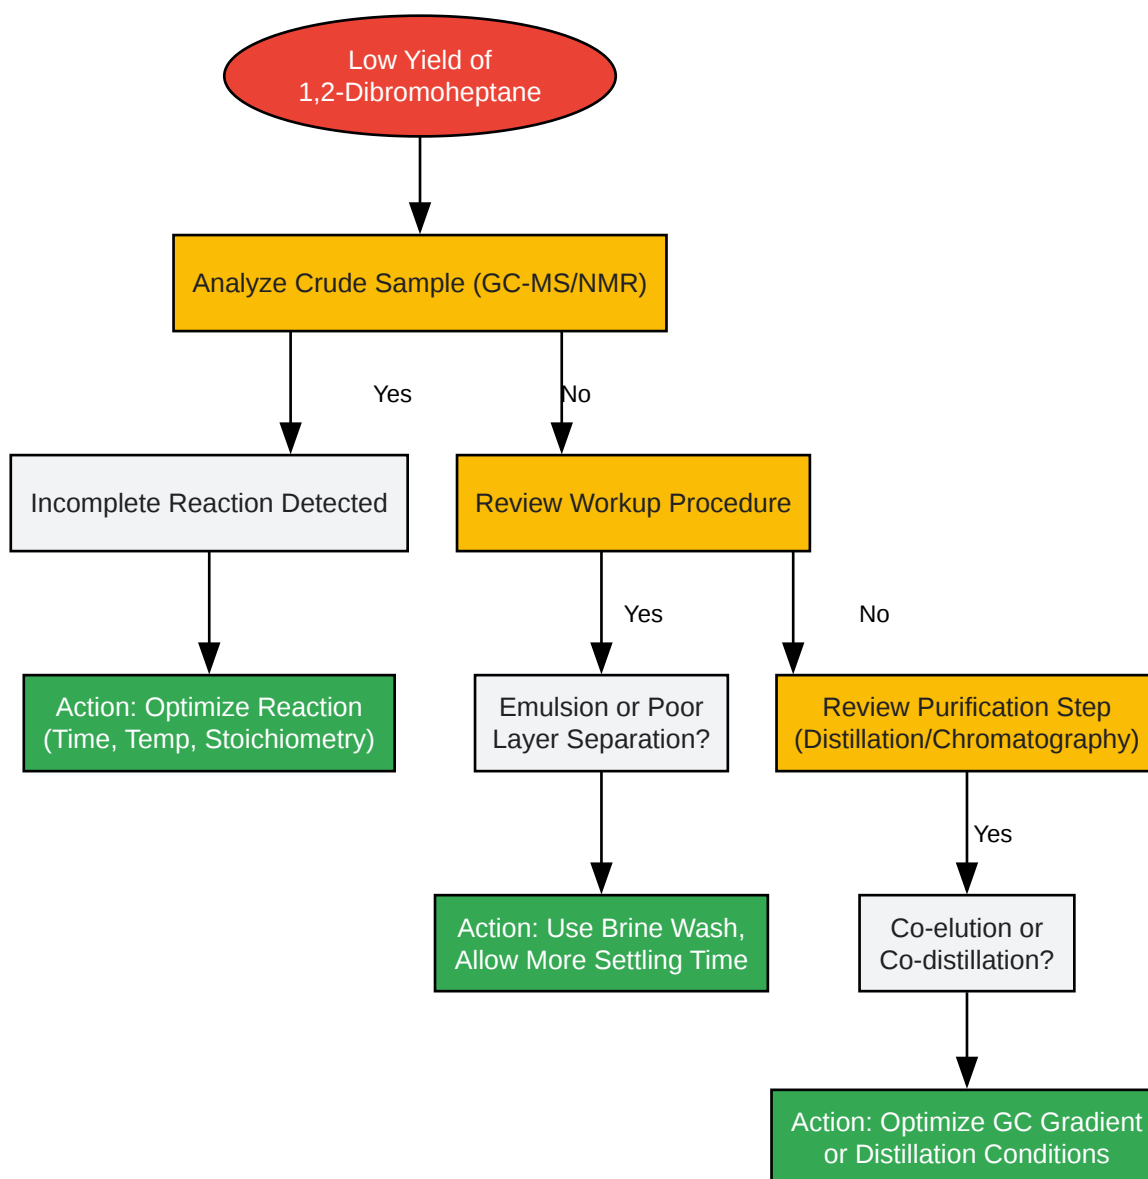 Low Yield of
1,2-Dibromoheptane
Analyze Crude Sample (GC-MS/NMR)
Yes
No
Incomplete Reaction Detected
Review Workup Procedure
Yes
No
Action: Optimize Reaction
(Time, Temp, Stoichiometry)
Emulsion or Poor
Layer Separation?
Review Purification Step
(Distillation/Chromatography)
Yes
Action: Use Brine Wash,
Allow More Settling Time
Co-elution or
Co-distillation?
Action: Optimize GC Gradient
or Distillation Conditions